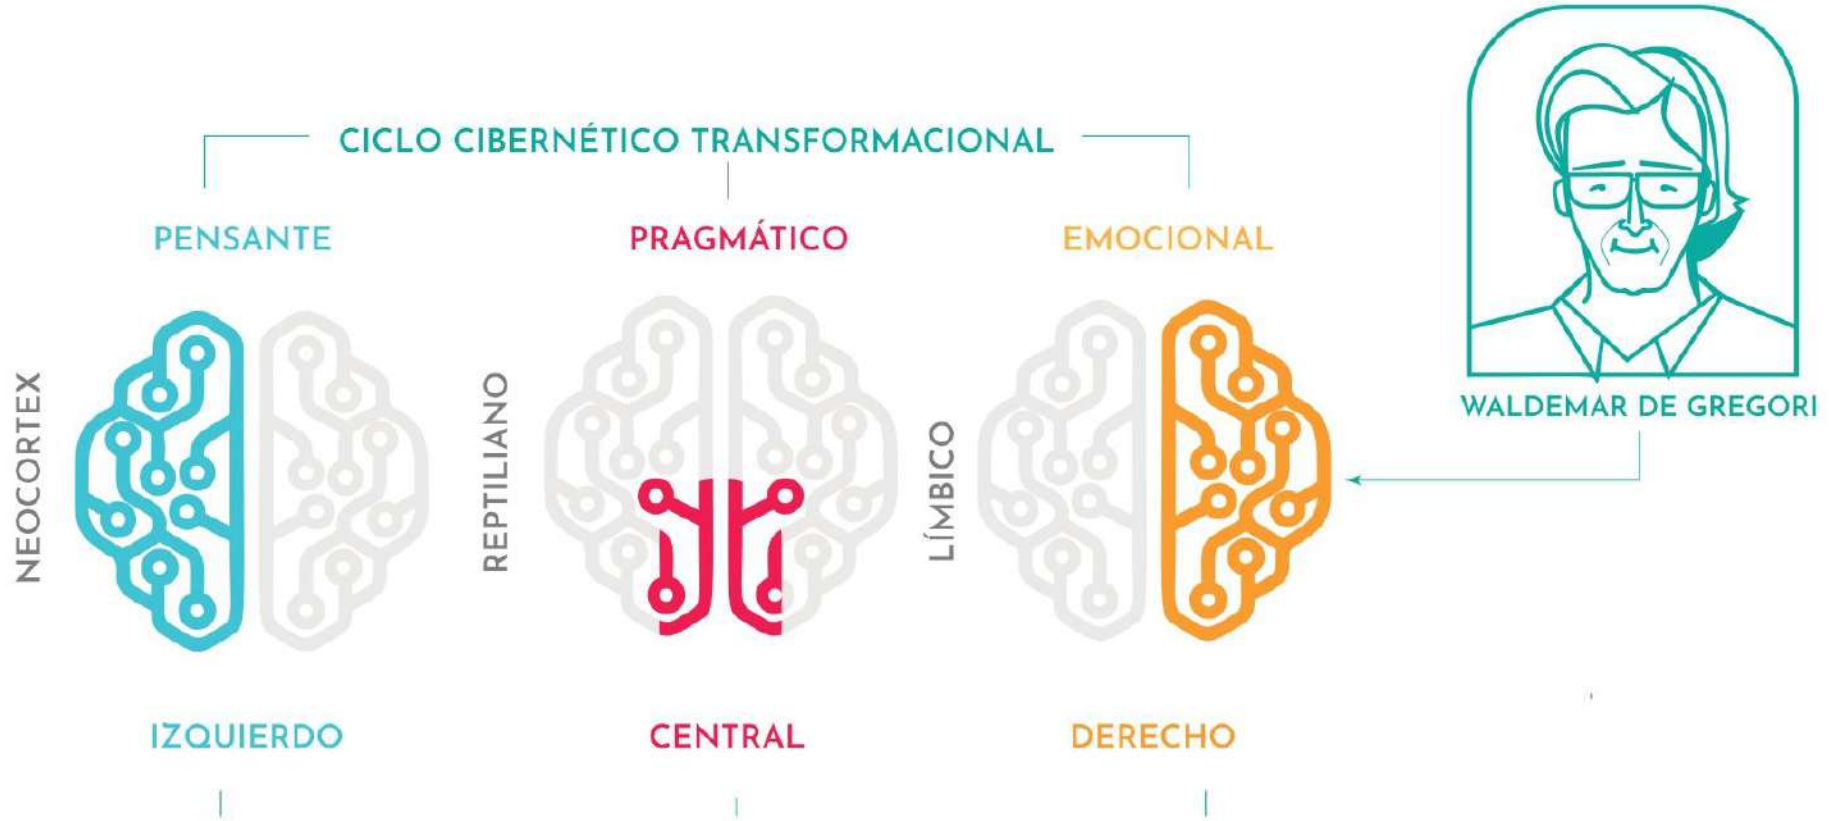 CICLO CIBERNÉTICO TRANSFORMACIONAL
PENSANTE
PRAGMÁTICO
EMOCIONAL
NEOCORTEX
REPTILIANO
LÍMBICO
WALDEMAR DE GREGORI
IZQUIERDO
CENTRAL
DERECHO